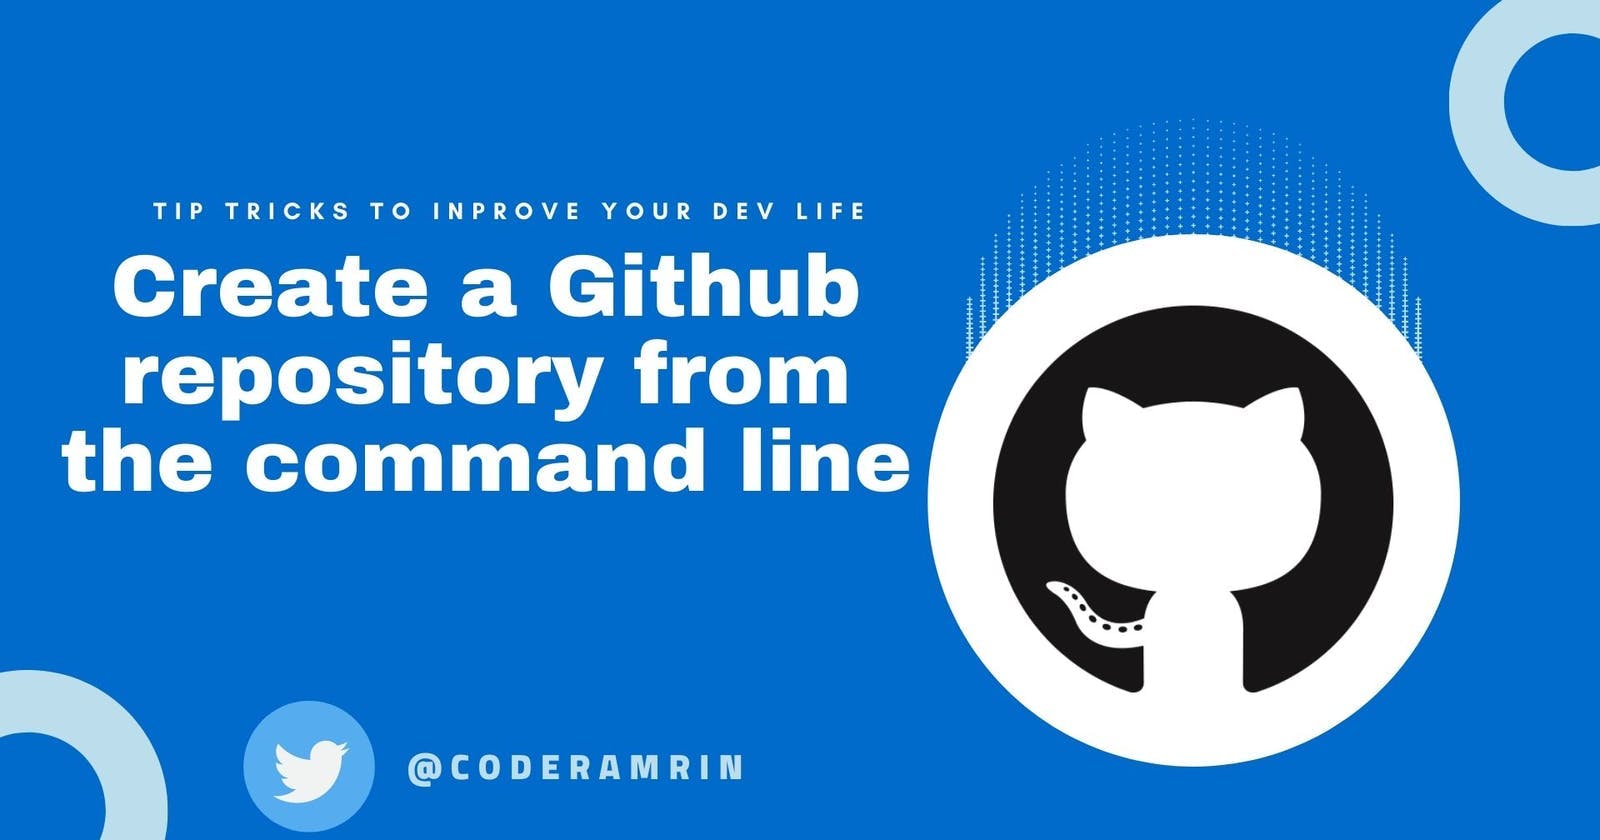 TIP TRICKS TO INPROVE YOUR DEV LIFE
Create a Github
repository from
the command line
@CODERAMRIN